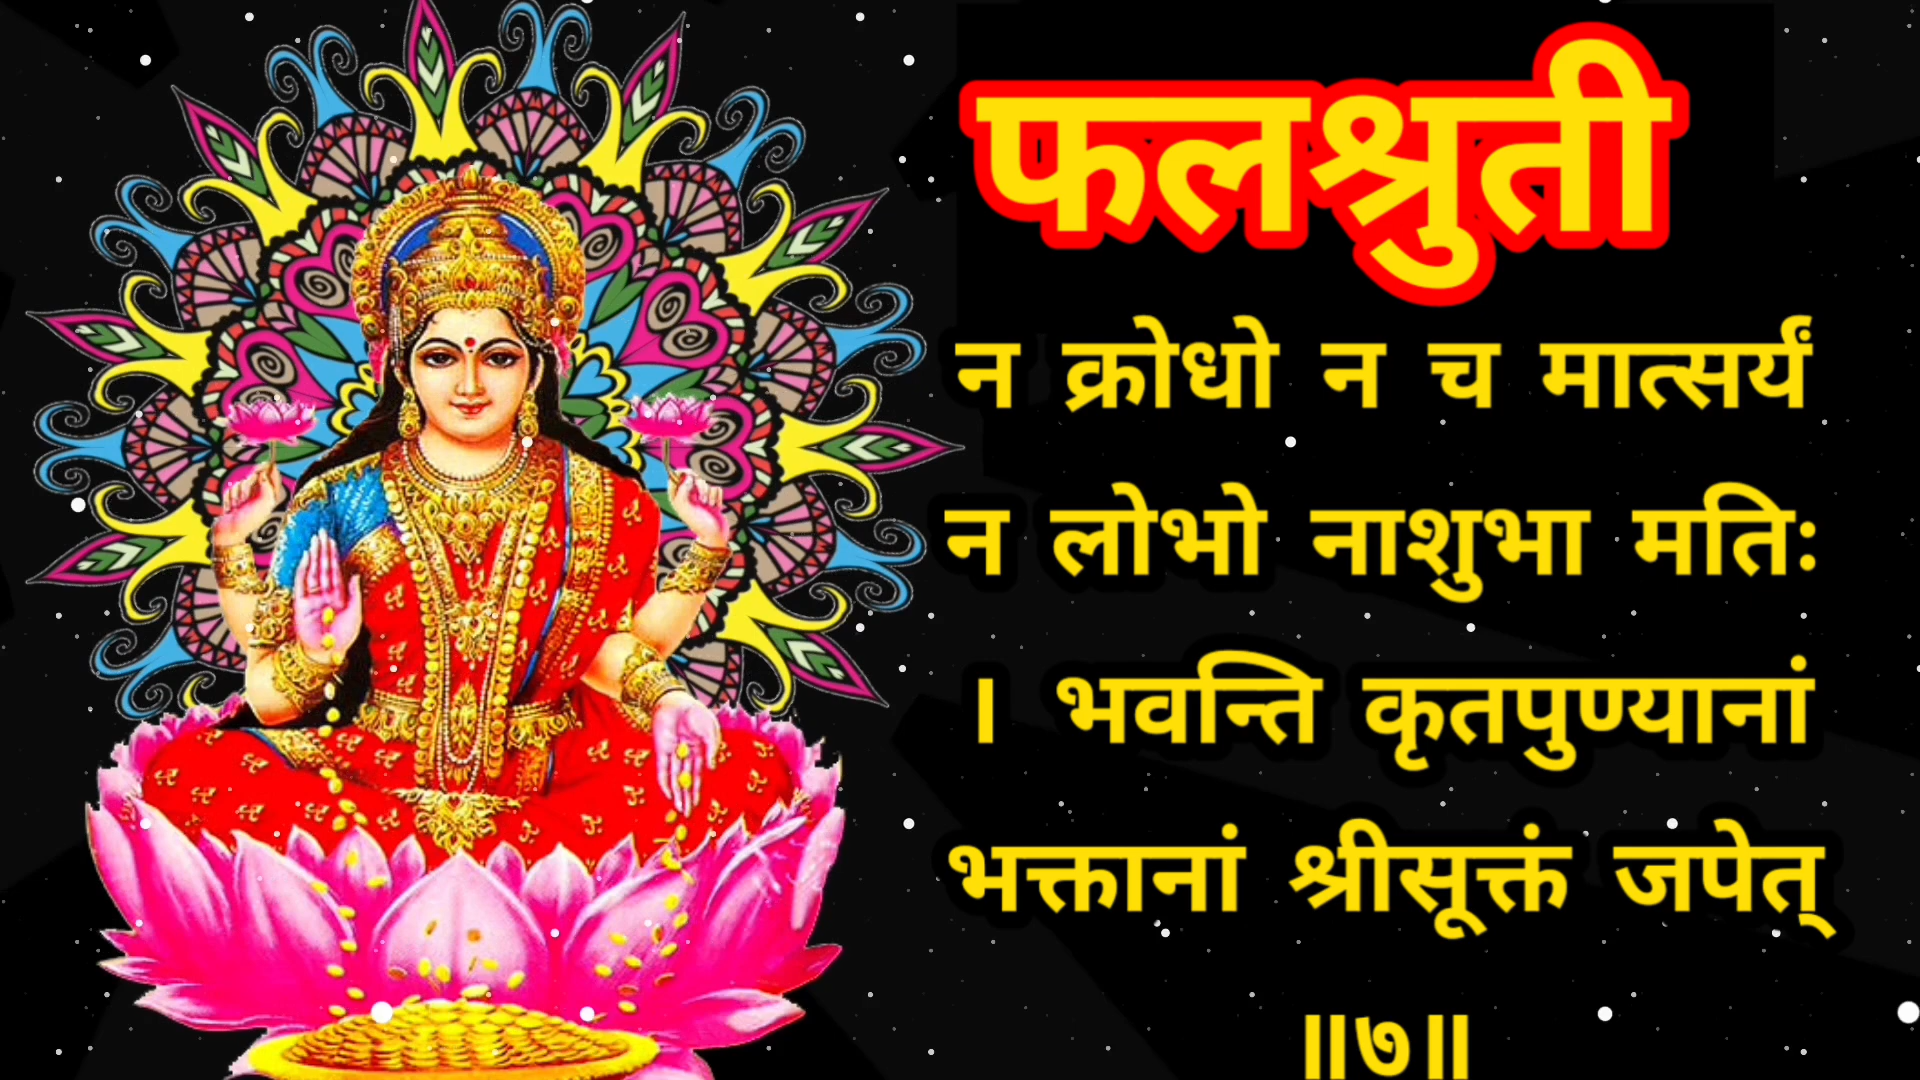 फलश्रुती
न क्रोधो न च मात्सर्यं
न लोभो नाशुभा मतिः
। भवन्ति कृतपुण्यानां
भक्तानां श्रीसूक्तं जपेत्
॥७॥